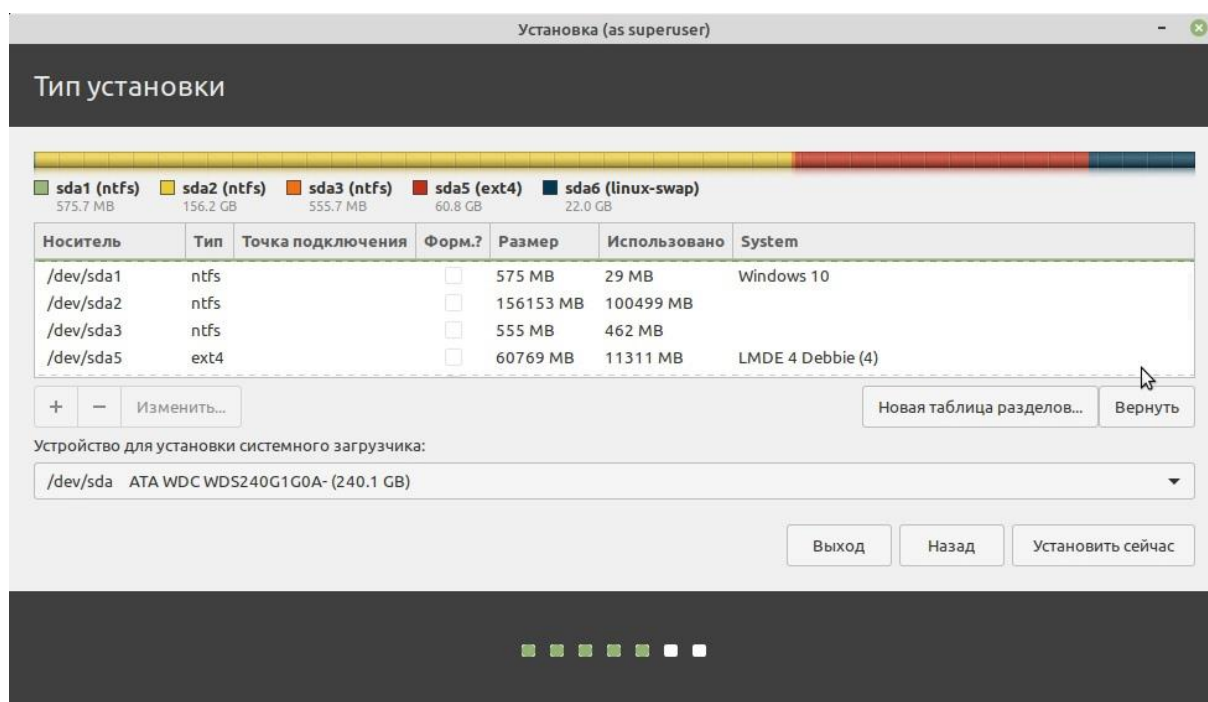 Установка (as superuser)
Тип установки
sda1 (ntfs) sda2 (ntfs) sda3 (ntfs) sda5 (ext4) sda6 (linux-swap)
575.7 MB 156.2 GB 555.7 MB 60.8 GB 22.0 GB
Носитель Тип Точка подключения Форм.? Размер Использовано System
/dev/sda1 ntfs 575 MB 29 MB Windows 10
/dev/sda2 ntfs 156153 MB 100499 MB
/dev/sda3 ntfs 555 MB 462 MB
/dev/sda5 ext4 60769 MB 11311 MB LMDE 4 Debbie (4)
+ − Изменить... Новая таблица разделов... Вернуть
Устройство для установки системного загрузчика:
/dev/sda ATA WDC WDS240G1G0A- (240.1 GB)
Выход Назад Установить сейчас